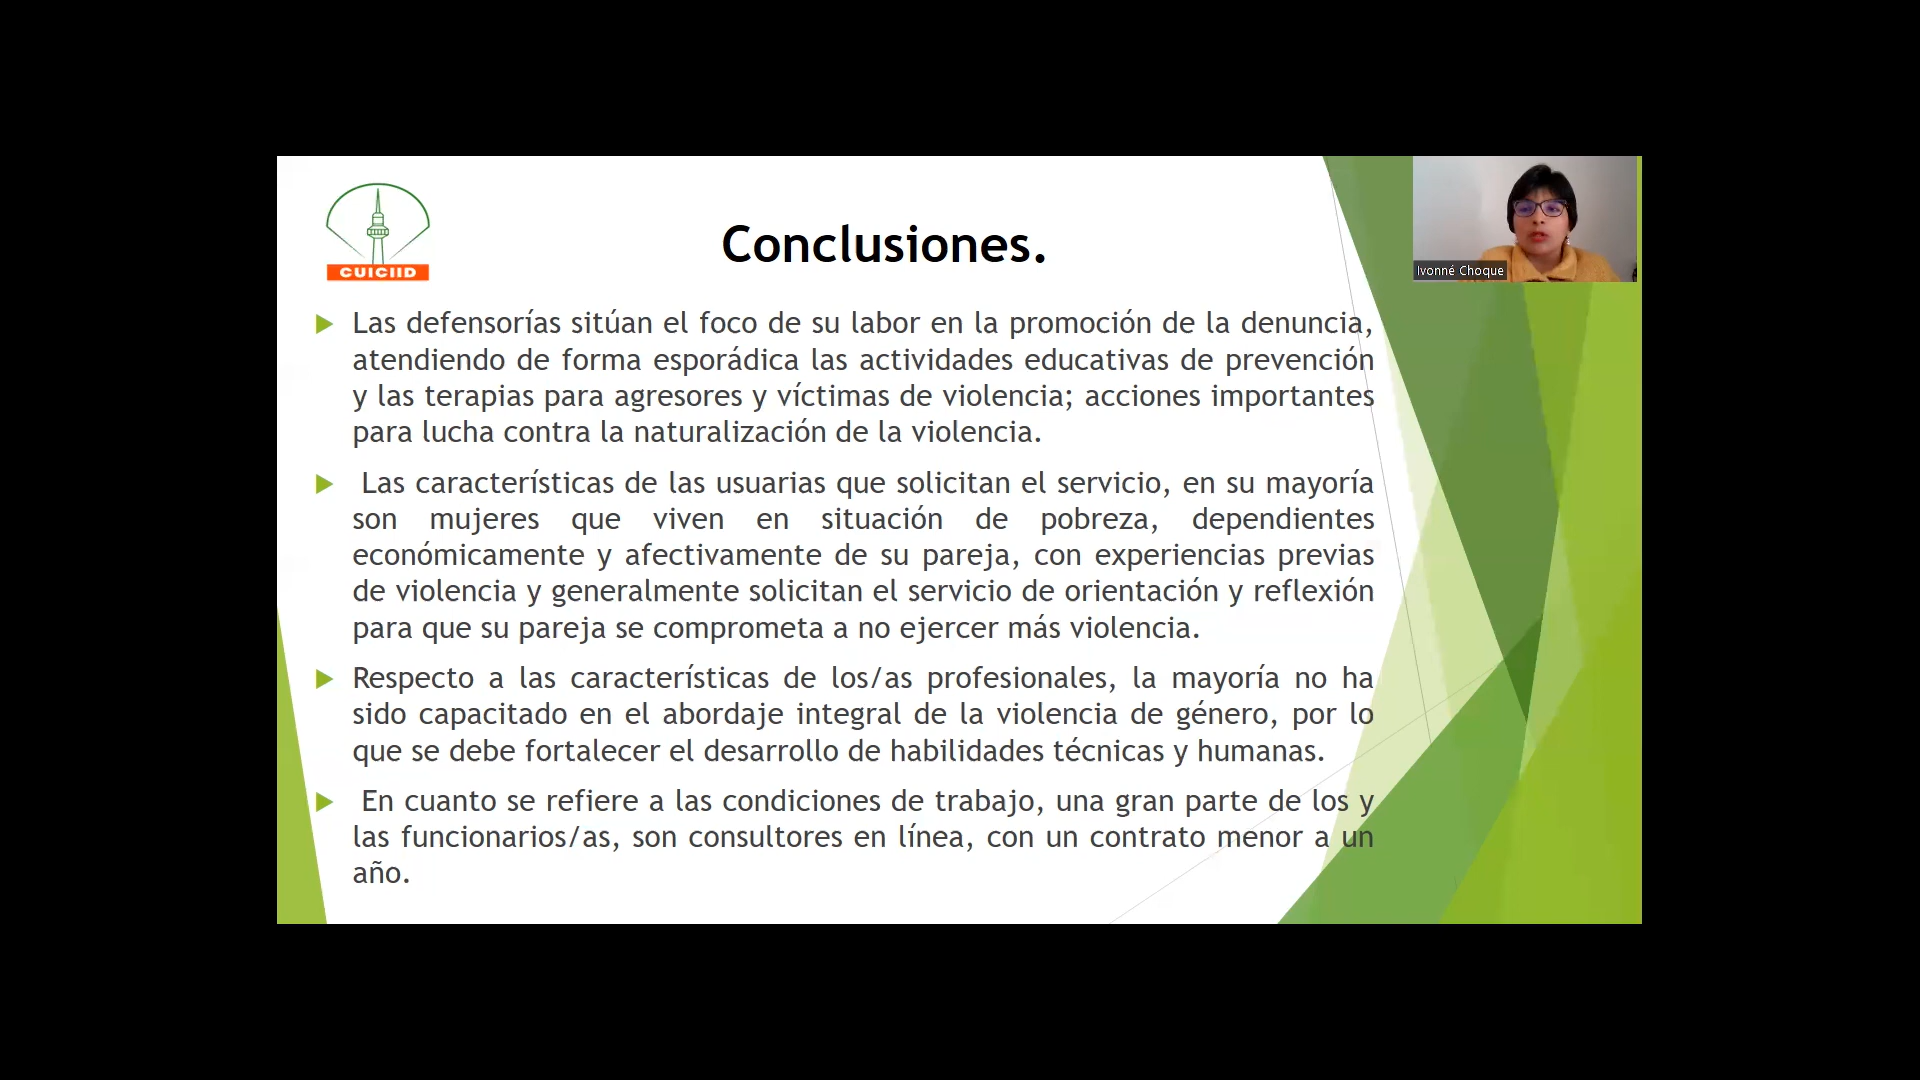 CUICIID
Conclusiones.
Ivonné Choque
Las defensorías sitúan el foco de su labor en la promoción de la denuncia,
atendiendo de forma esporádica las actividades educativas de prevención
y las terapias para agresores y víctimas de violencia; acciones importantes
para lucha contra la naturalización de la violencia.
Las características de las usuarias que solicitan el servicio, en su mayoría
son mujeres que viven en situación de pobreza, dependientes
económicamente y afectivamente de su pareja, con experiencias previas
de violencia y generalmente solicitan el servicio de orientación y reflexión
para que su pareja se comprometa a no ejercer más violencia.
Respecto a las características de los/as profesionales, la mayoría no ha
sido capacitado en el abordaje integral de la violencia de género, por lo
que se debe fortalecer el desarrollo de habilidades técnicas y humanas.
En cuanto se refiere a las condiciones de trabajo, una gran parte de los y
las funcionarios/as, son consultores en línea, con un contrato menor a un
año.